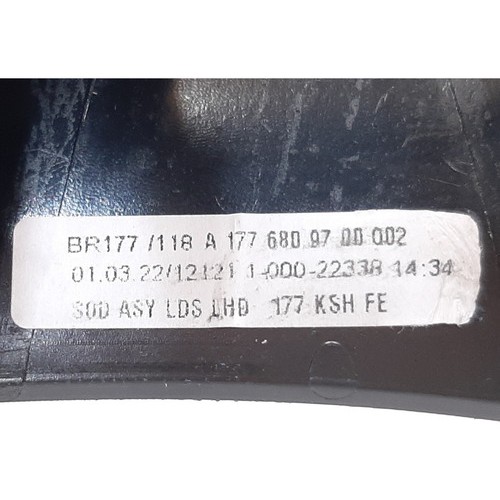 BR177 /118 A 177 680 97 00 002
01.03.22/12121 1-000-22338 14:34
SOD ASY LDS LHD 177 KSH FE